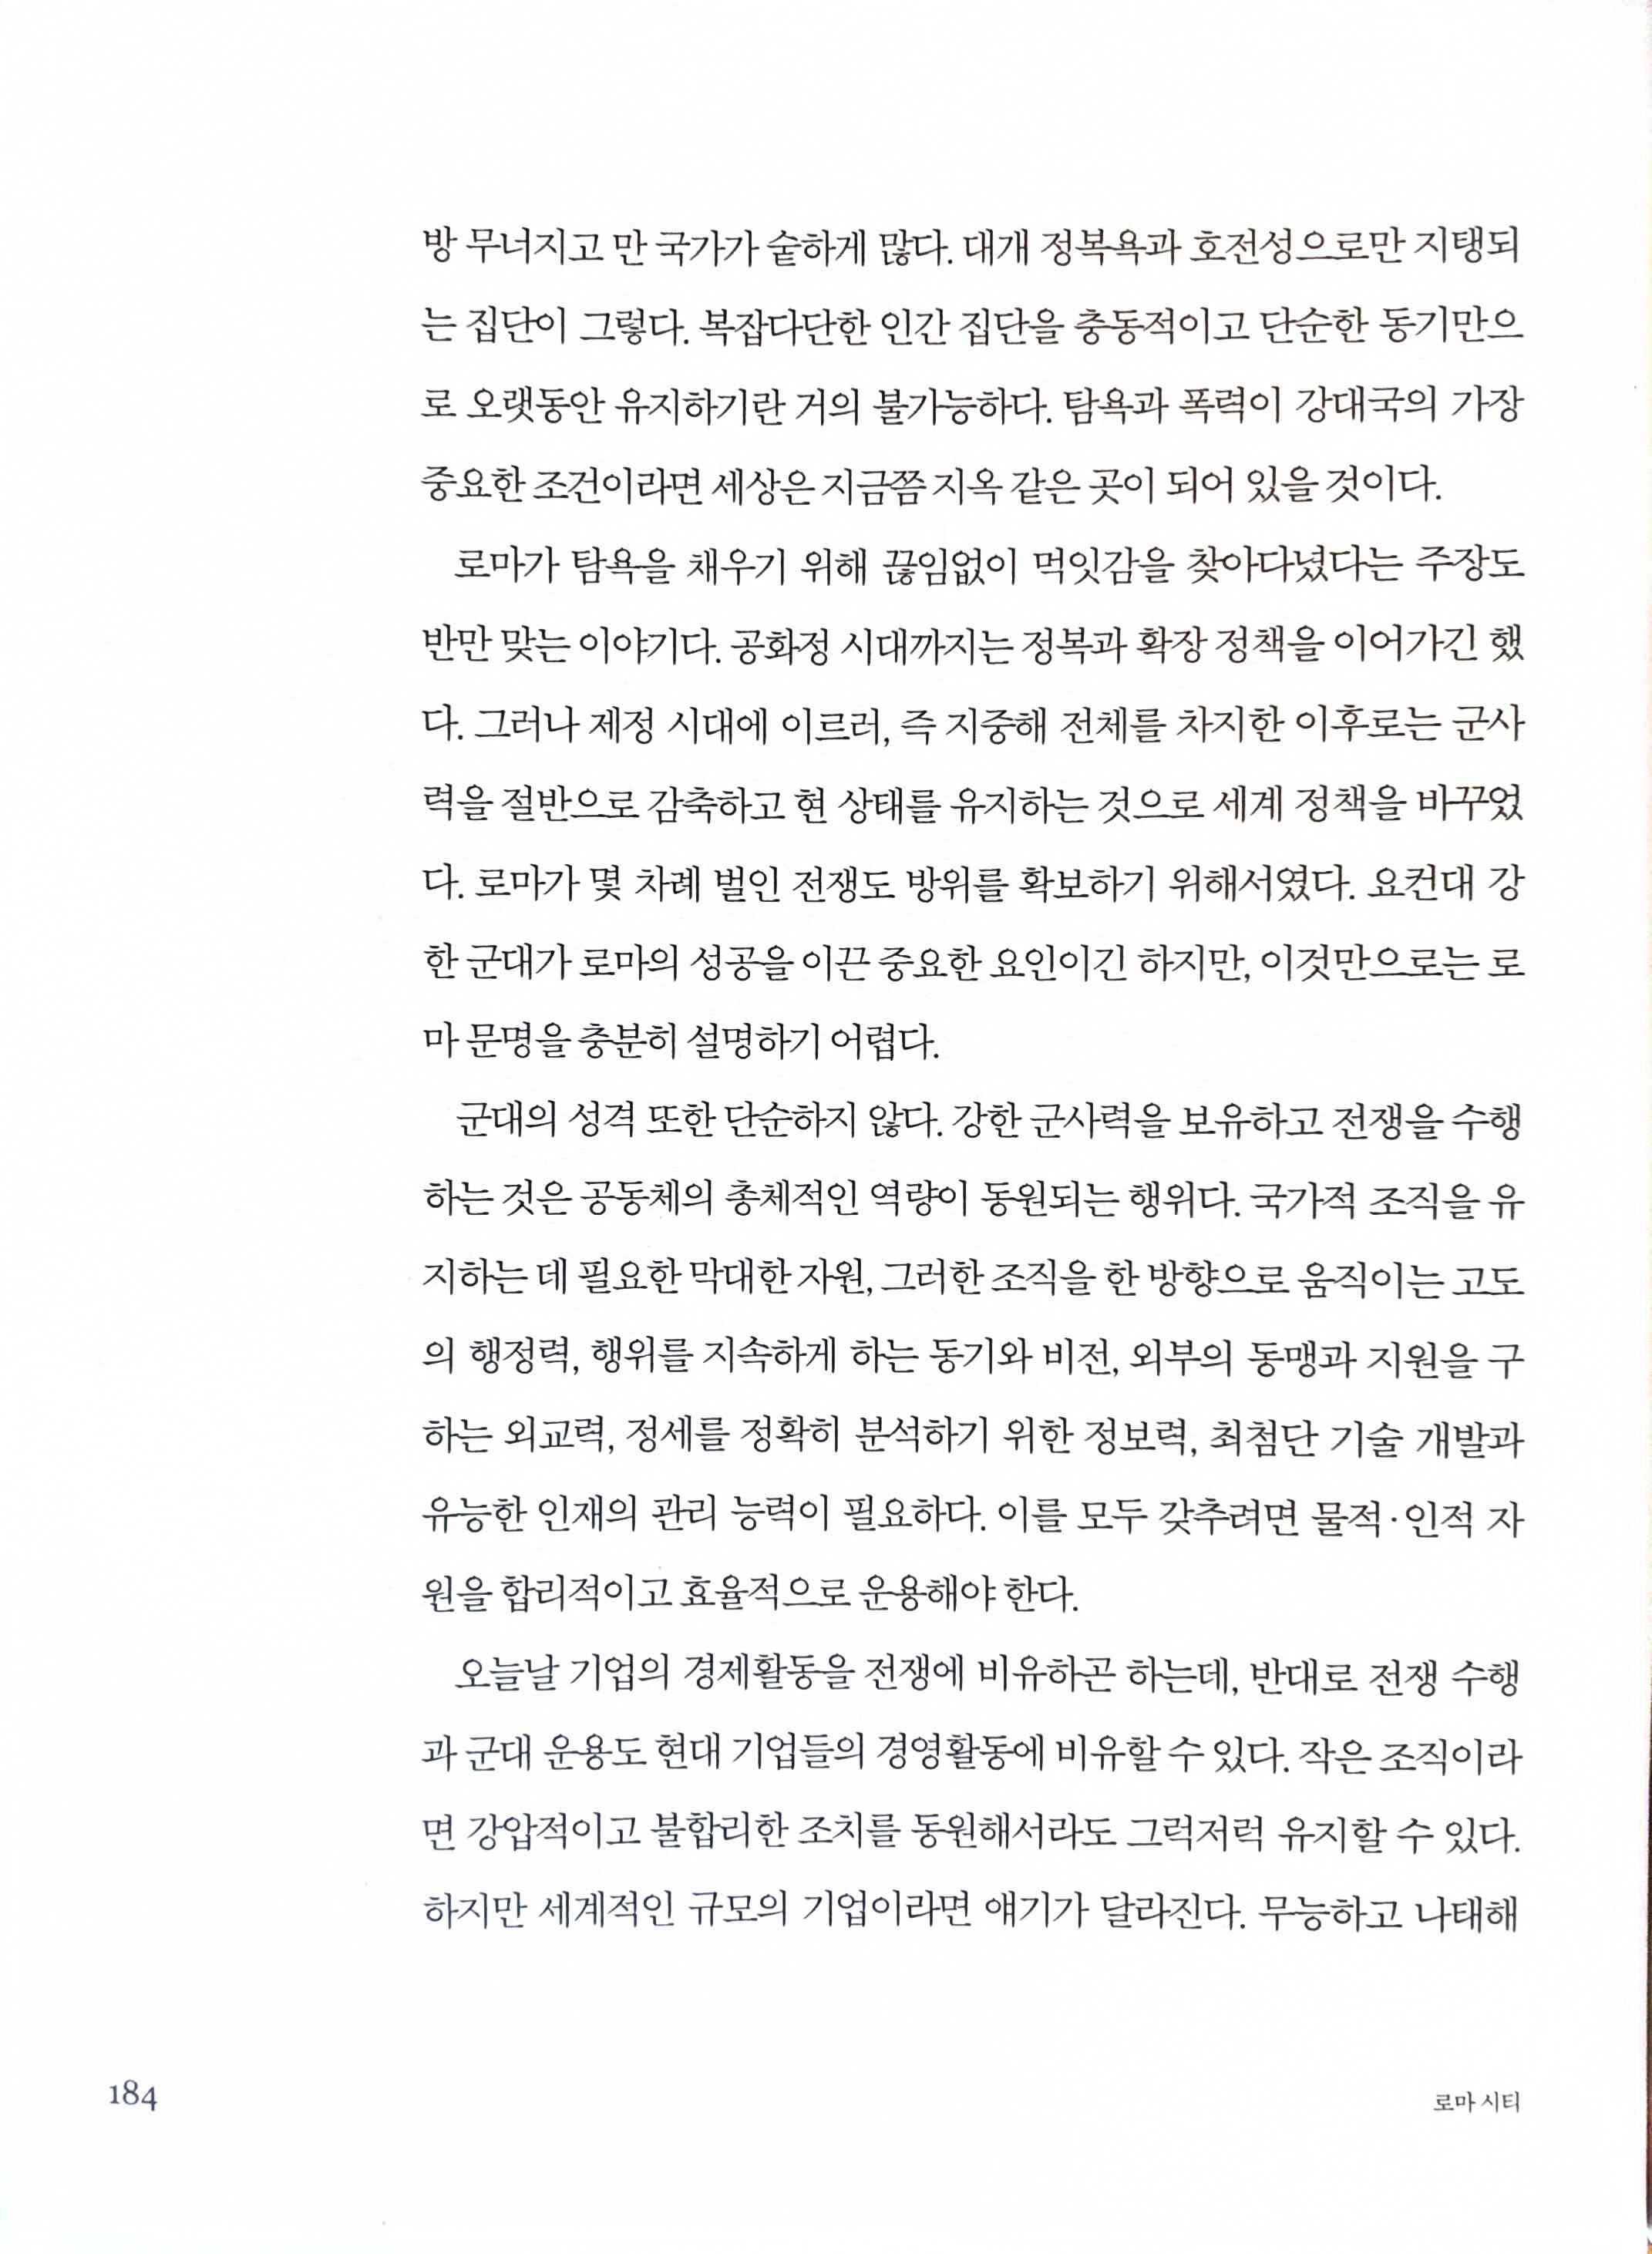 방 무너지고 만 국가가 숱하게 많다. 대개 정복욕과 호전성으로만 지탱되
는 집단이 그렇다. 복잡다단한 인간 집단을 충동적이고 단순한 동기만으
로 오랫동안 유지하기란 거의 불가능하다. 탐욕과 폭력이 강대국의 가장
중요한 조건이라면 세상은 지금쯤 지옥 같은 곳이 되어 있을 것이다.
로마가 탐욕을 채우기 위해 끊임없이 먹잇감을 찾아다녔다는 주장도
반만 맞는 이야기다. 공화정 시대까지는 정복과 확장 정책을 이어가긴 했
다. 그러나 제정 시대에 이르러, 즉 지중해 전체를 차지한 이후로는 군사
력을 절반으로 감축하고 현 상태를 유지하는 것으로 세계 정책을 바꾸었
다. 로마가 몇 차례 벌인 전쟁도 방위를 확보하기 위해서였다. 요컨대 강
한 군대가 로마의 성공을 이끈 중요한 요인이긴 하지만, 이것만으로는 로
마 문명을 충분히 설명하기 어렵다.
군대의 성격 또한 단순하지 않다. 강한 군사력을 보유하고 전쟁을 수행
하는 것은 공동체의 총체적인 역량이 동원되는 행위다. 국가적 조직을 유
지하는 데 필요한 막대한 자원, 그러한 조직을 한 방향으로 움직이는 고도
의 행정력, 행위를 지속하게 하는 동기와 비전, 외부의 동맹과 지원을 구
하는 외교력, 정세를 정확히 분석하기 위한 정보력, 최첨단 기술 개발과
유능한 인재의 관리 능력이 필요하다. 이를 모두 갖추려면 물적·인적 자
원을 합리적이고 효율적으로 운용해야 한다.
오늘날 기업의 경제활동을 전쟁에 비유하곤 하는데, 반대로 전쟁 수행
과 군대 운용도 현대 기업들의 경영활동에 비유할 수 있다. 작은 조직이라
면 강압적이고 불합리한 조치를 동원해서라도 그럭저럭 유지할 수 있다.
하지만 세계적인 규모의 기업이라면 얘기가 달라진다. 무능하고 나태해
184
로마 시티